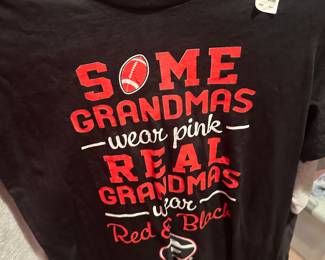 SOME
GRANDMAS
wear pink
REAL
GRANDMAS
wear
Red & Black